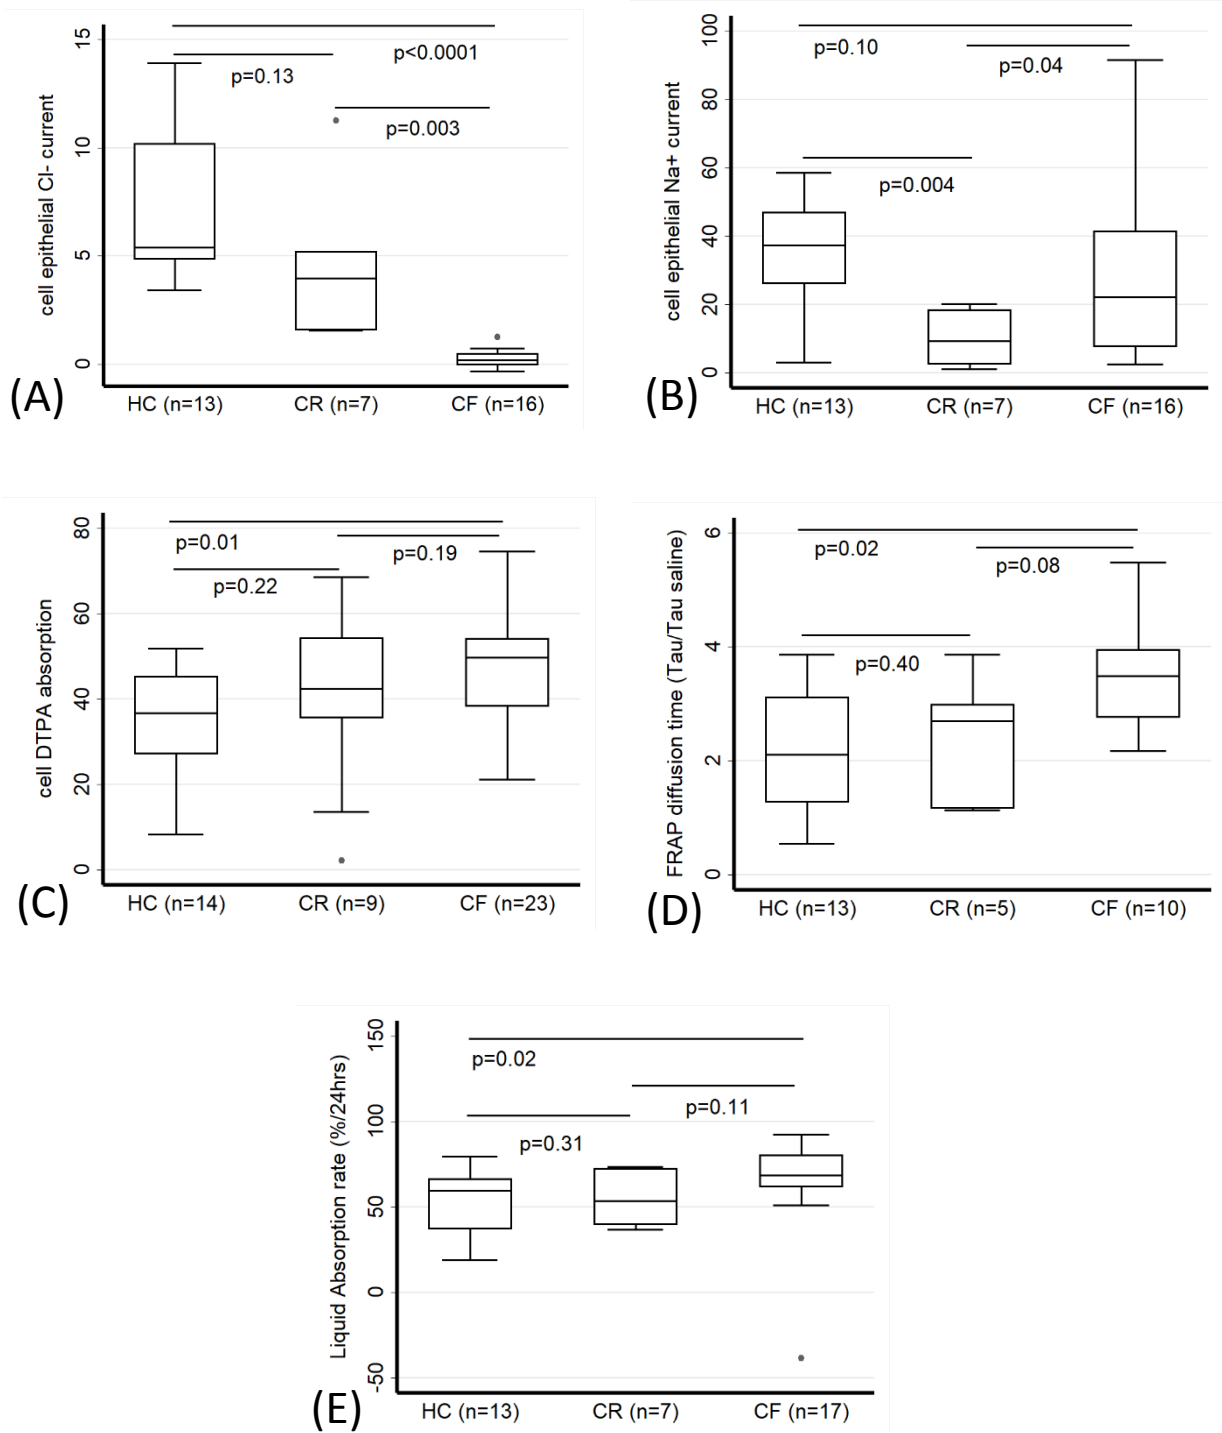 15
10
5
0
cell epithelial Cl- current
p<0.0001
p=0.13
p=0.003
HC (n=13) CR (n=7) CF (n=16)
(A)
100
80
60
40
20
0
cell epithelial Na+ current
p=0.10
p=0.04
p=0.004
HC (n=13) CR (n=7) CF (n=16)
(B)
80
60
40
20
0
cell DTPA absorption
p=0.01
p=0.19
p=0.22
HC (n=14) CR (n=9) CF (n=23)
(C)
6
4
2
0
FRAP diffusion time (Tau/Tau saline)
p=0.02
p=0.08
p=0.40
HC (n=13) CR (n=5) CF (n=10)
(D)
150
100
50
0
-50
Liquid Absorption rate (%/24hrs)
p=0.02
p=0.11
p=0.31
HC (n=13) CR (n=7) CF (n=17)
(E)